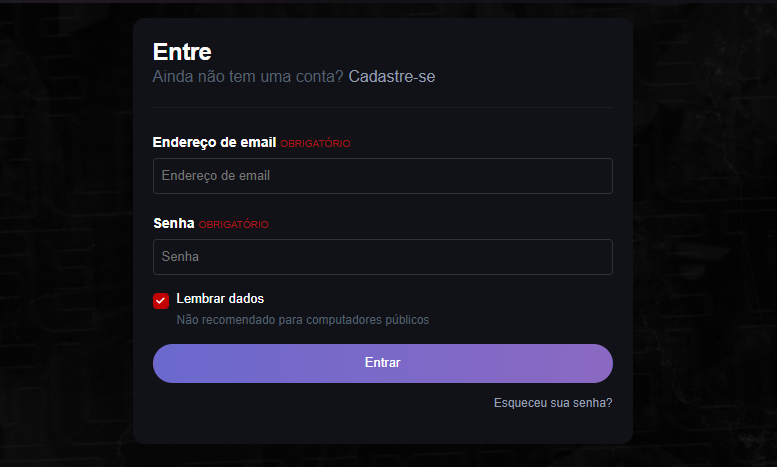 Entre
Ainda não tem uma conta? Cadastre-se
Endereço de email OBRIGATÓRIO
Endereço de email
Senha OBRIGATÓRIO
Senha
Lembrar dados
Não recomendado para computadores públicos
Entrar
Esqueceu sua senha?